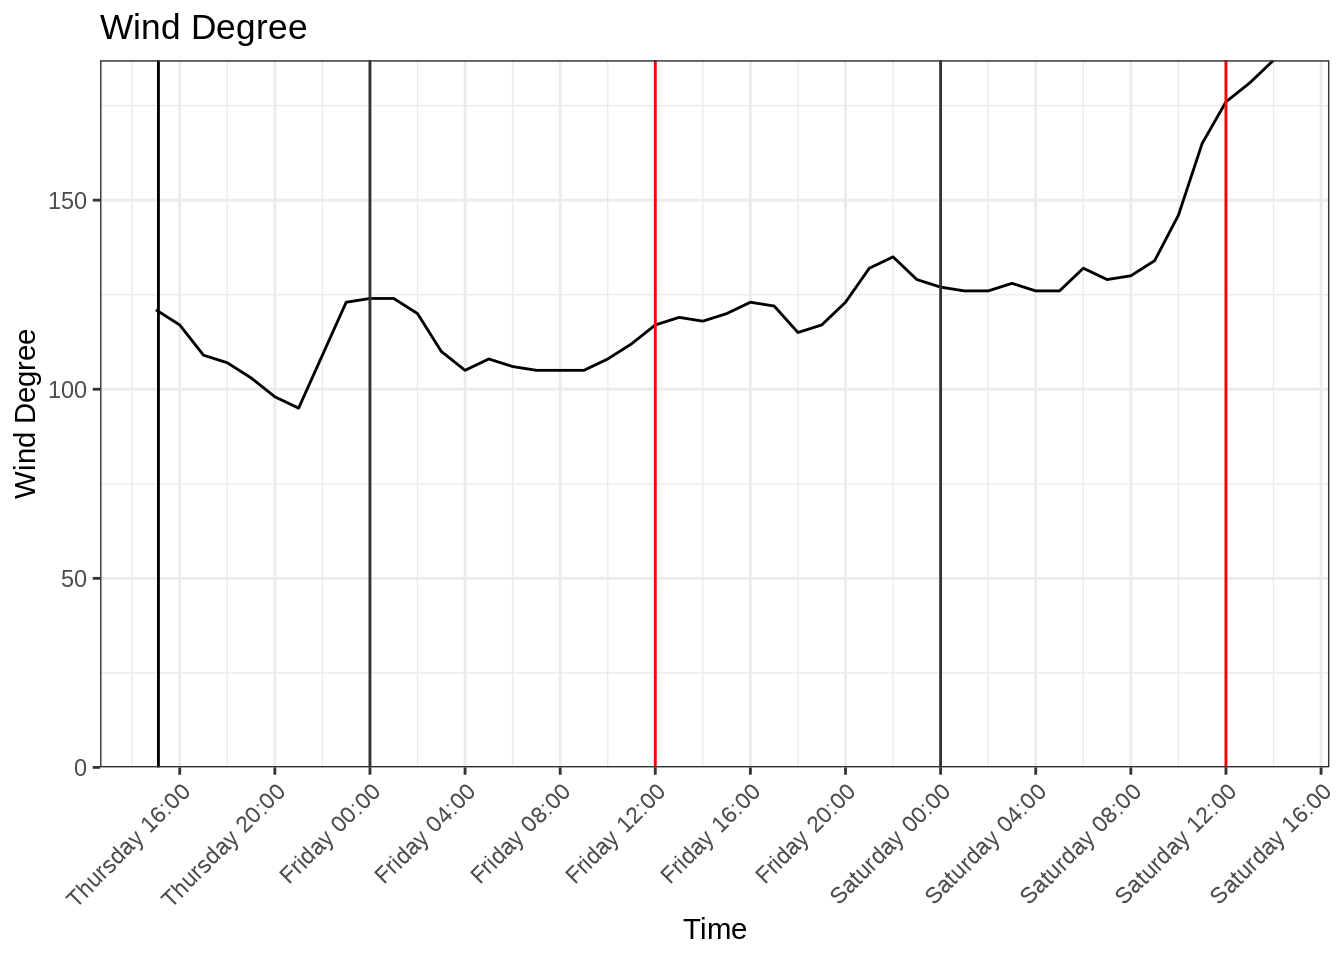 Wind Degree
Wind Degree
150
100
50
0
Thursday 16:00
Thursday 20:00
Friday 00:00
Friday 04:00
Friday 08:00
Friday 12:00
Friday 16:00
Friday 20:00
Saturday 00:00
Saturday 04:00
Saturday 08:00
Saturday 12:00
Saturday 16:00
Time